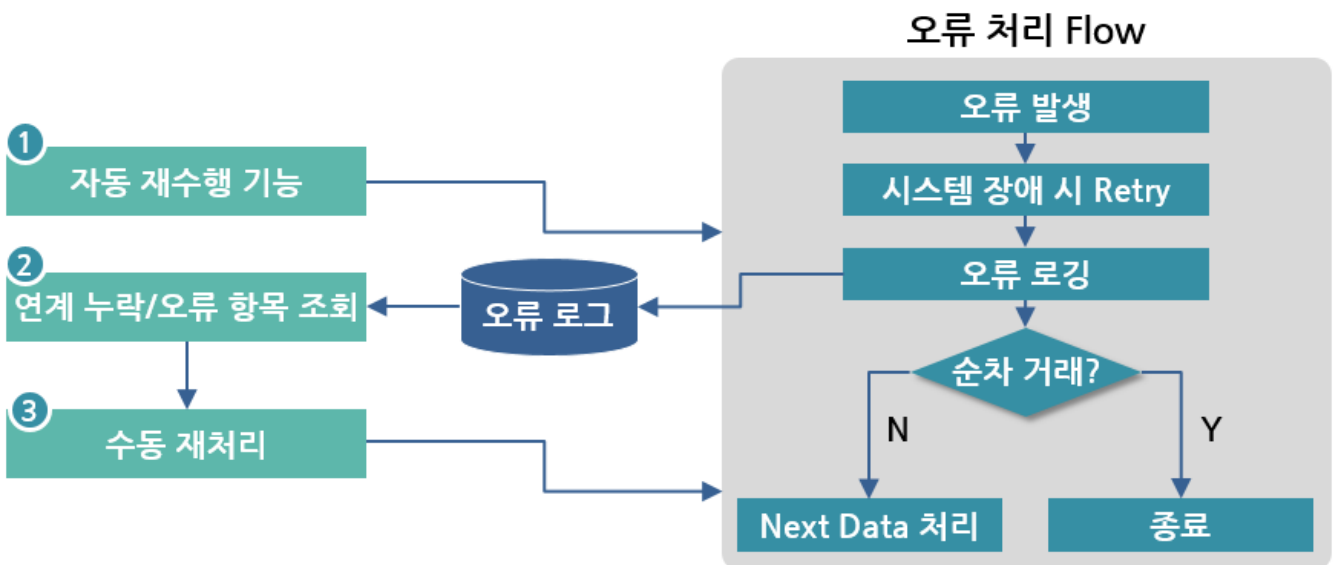 오류 처리 Flow
오류 발생
1
자동 재수행 기능
시스템 장애 시 Retry
2
연계 누락/오류 항목 조회
오류 로그
오류 로깅
순차 거래?
3
수동 재처리
N
Y
Next Data 처리
종료